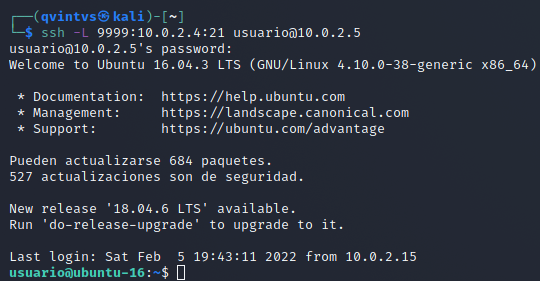 ┌──(qvintvs㉿kali)-[~]
└─$ ssh -L 9999:10.0.2.4:21 usuario@10.0.2.5
usuario@10.0.2.5's password:
Welcome to Ubuntu 16.04.3 LTS (GNU/Linux 4.10.0-38-generic x86_64)
* Documentation:  https://help.ubuntu.com
* Management:     https://landscape.canonical.com
* Support:        https://ubuntu.com/advantage
Pueden actualizarse 684 paquetes.
527 actualizaciones son de seguridad.
New release '18.04.6 LTS' available.
Run 'do-release-upgrade' to upgrade to it.
Last login: Sat Feb  5 19:43:11 2022 from 10.0.2.15
usuario@ubuntu-16:~$